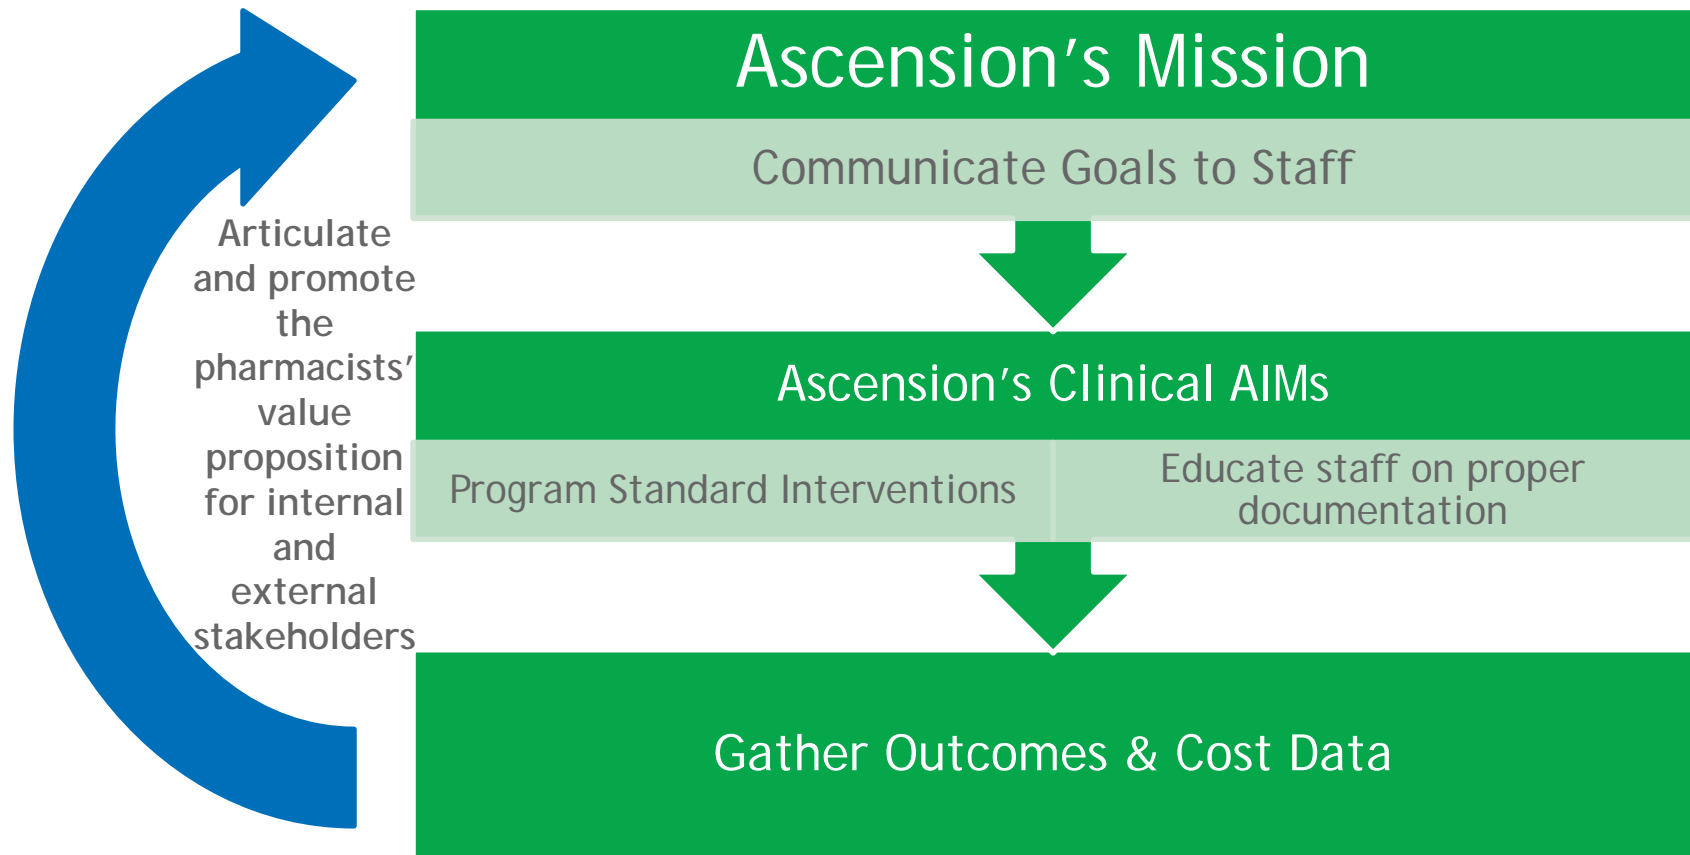 Ascension's Mission
Communicate Goals to Staff
Articulate
and promote
the
pharmacists'
value
proposition
for internal
and
external
stakeholders
Ascension's Clinical AIMs
Program Standard Interventions
Educate staff on proper
documentation
Gather Outcomes & Cost Data